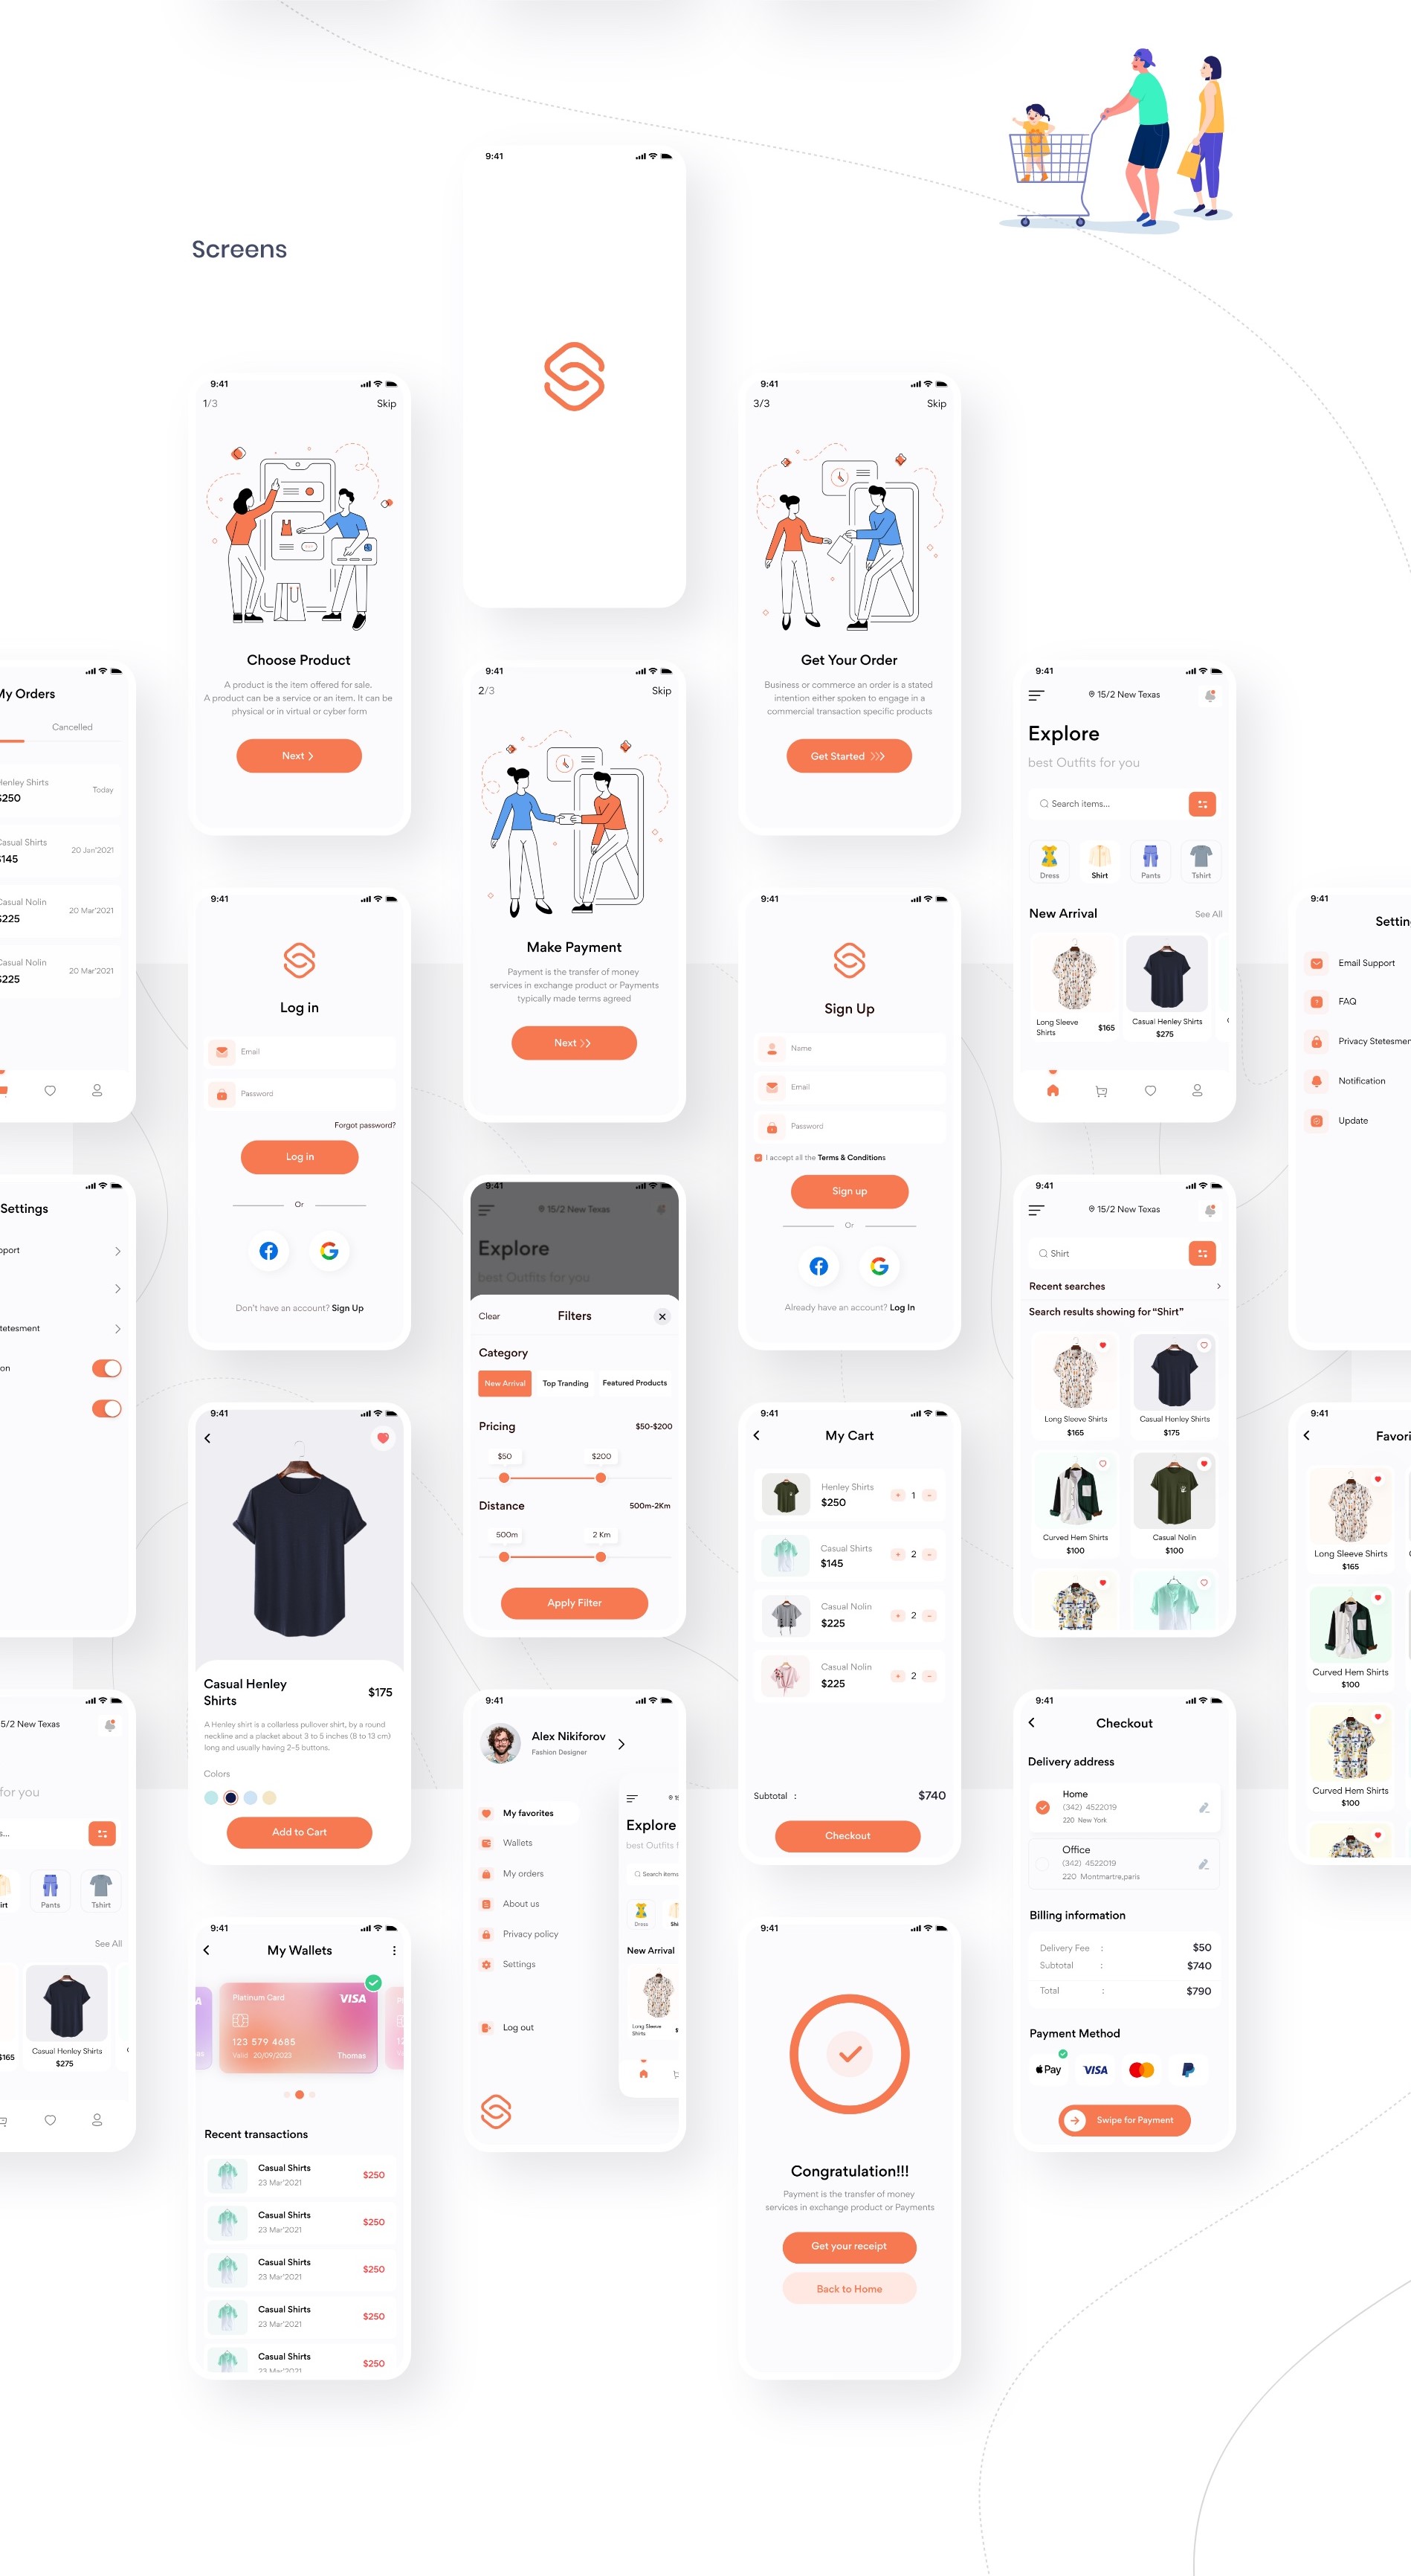 Screens
9:41
9:41
1/3
Skip
Choose Product
A product is the item offered for sale.
A product can be a service or an item. It can be
physical or in virtual or cyber form
Next
9:41
3/3
Skip
Get Your Order
Business or commerce an order is a stated
intention either spoken to engage in a
commercial transaction specific products
Get Started
My Orders
Cancelled
Henley Shirts
$250
Today
Casual Shirts
$145
20 Jan'2021
Casual Nolin
$225
20 Mar'2021
Casual Nolin
$225
20 Mar'2021
9:41
2/3
Skip
Make Payment
Payment is the transfer of money
services in exchange product or Payments
typically made terms agreed
Next
9:41
15/2 New Texas
Explore
best Outfits for you
Search items...
Dress
Shirt
Pants
Tshirt
New Arrival
See All
Long Sleeve
Shirts
$165
Casual Henley Shirts
$275
9:41
Log in
Email
Password
Forgot password?
Log in
Or
Don't have an account? Sign Up
9:41
Sign Up
Name
Email
Password
I accept all the Terms & Conditions
Sign up
Or
Already have an account? Log In
9:41
Settin
Email Support
FAQ
Privacy Stetesmen
Notification
Update
Settings
pport
tetesment
on
9:41
15/2 New Texas
Explore
best Outfits for you
Clear
Filters
Category
New Arrival
Top Tranding
Featured Products
Pricing
$50-$200
$50
$200
Distance
500m-2Km
500m
2 Km
Apply Filter
9:41
15/2 New Texas
Shirt
Recent searches
Search results showing for “Shirt”
Long Sleeve Shirts
$165
Casual Henley Shirts
$175
Curved Hem Shirts
$100
Casual Nolin
$100
9:41
Casual Henley
Shirts
$175
A Henley shirt is a collarless pullover shirt, by a round
neckline and a placket about 3 to 5 inches (8 to 13 cm)
long and usually having 2–5 buttons.
Colors
Add to Cart
9:41
My Cart
Henley Shirts
$250
+ 1 -
Casual Shirts
$145
+ 2 -
Casual Nolin
$225
+ 2 -
Casual Nolin
$225
+ 2 -
Subtotal :
$740
Checkout
9:41
Favori
Long Sleeve Shirts
$165
Curved Hem Shirts
$100
Curved Hem Shirts
$100
5/2 New Texas
for you
s...
irt
Pants
Tshirt
See All
$165
Casual Henley Shirts
$275
9:41
Alex Nikiforov
Fashion Designer
My favorites
Wallets
My orders
About us
Privacy policy
Settings
Log out
Explore
best Outfits f
Search items
Dress
Shi
New Arrival
Long Sleeve
Shirts
9:41
Checkout
Delivery address
Home
(342) 4522019
220 New York
Office
(342) 4522019
220 Montmartre,paris
Billing information
Delivery Fee :
$50
Subtotal :
$740
Total :
$790
Payment Method
Pay
VISA
Swipe for Payment
9:41
My Wallets
Platinum Card
VISA
123 579 4685
Valid 20/09/2023
Thomas
Recent transactions
Casual Shirts
23 Mar'2021
$250
Casual Shirts
23 Mar'2021
$250
Casual Shirts
23 Mar'2021
$250
Casual Shirts
23 Mar'2021
$250
Casual Shirts
23 Mar'2021
$250
9:41
Congratulation!!!
Payment is the transfer of money
services in exchange product or Payments
Get your receipt
Back to Home